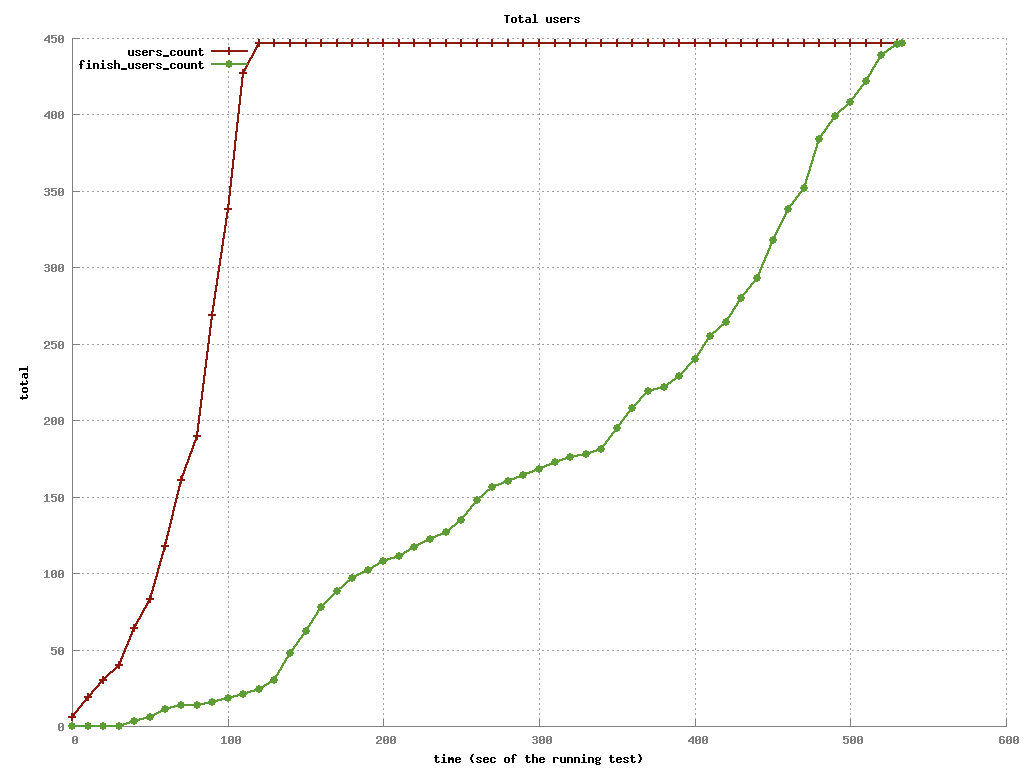 Total users
users_count
finish_users_count
450
400
350
300
250
200
150
100
50
0
total
0 100 200 300 400 500 600
time (sec of the running test)